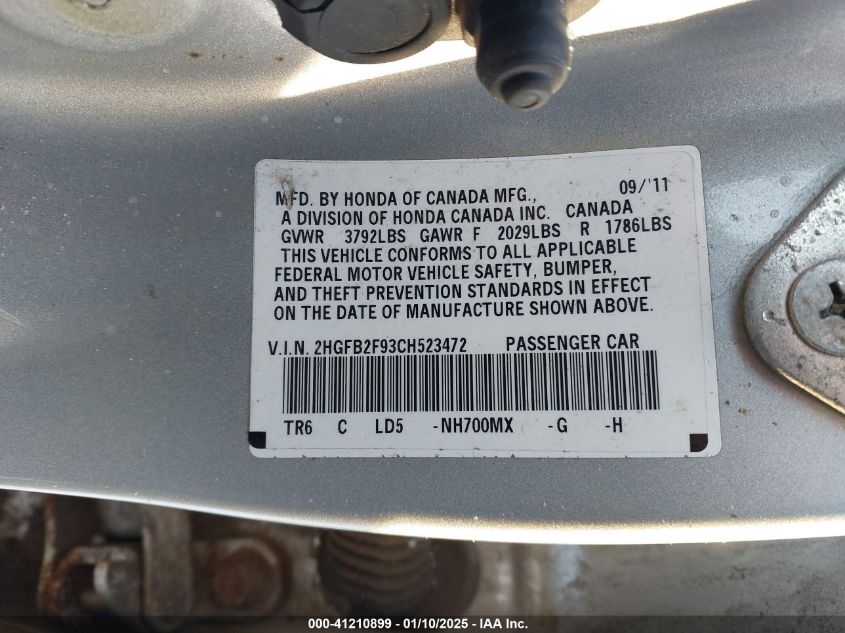 MFD. BY HONDA OF CANADA MFG., 09/'11
A DIVISION OF HONDA CANADA INC. CANADA
GVWR 3792LBS GAWR F 2029LBS R 1786LBS
THIS VEHICLE CONFORMS TO ALL APPLICABLE
FEDERAL MOTOR VEHICLE SAFETY, BUMPER,
AND THEFT PREVENTION STANDARDS IN EFFECT
ON THE DATE OF MANUFACTURE SHOWN ABOVE.
V.I.N. 2HGFB2F93CH523472 PASSENGER CAR
TR6 C LD5 -NH700MX -G -H
000-41210899 — 01/10/2025 — IAA Inc.